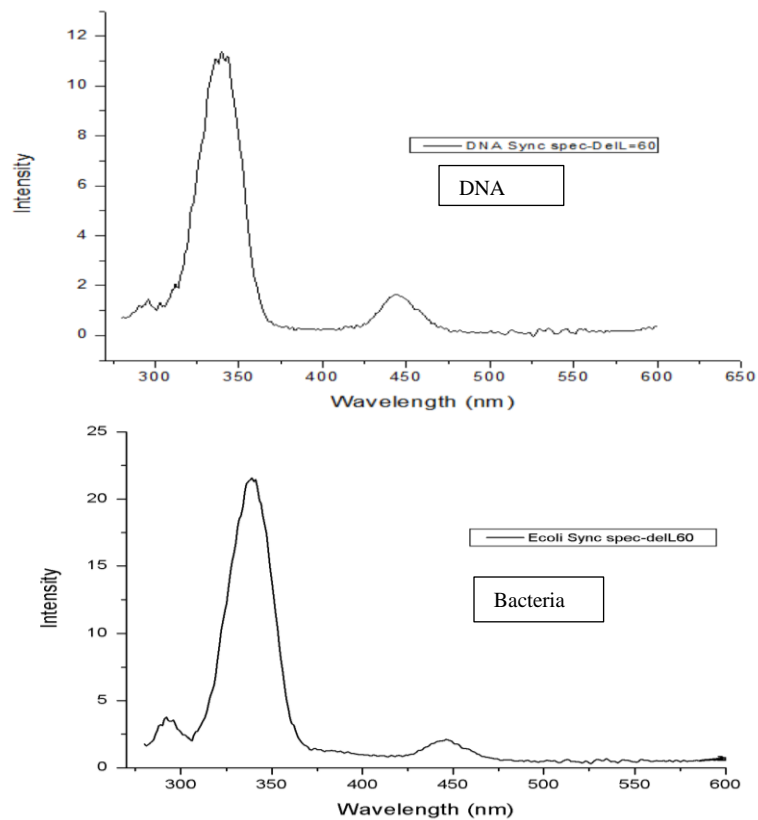 12
10
8
6
4
2
0
Intensity
DNA Sync spec-DelL=60
DNA
300 350 400 450 500 550 600 650
Wavelength (nm)
25
20
15
10
5
0
Intensity
Ecoli Sync spec-delL60
Bacteria
300 350 400 450 500 550 600
Wavelength (nm)